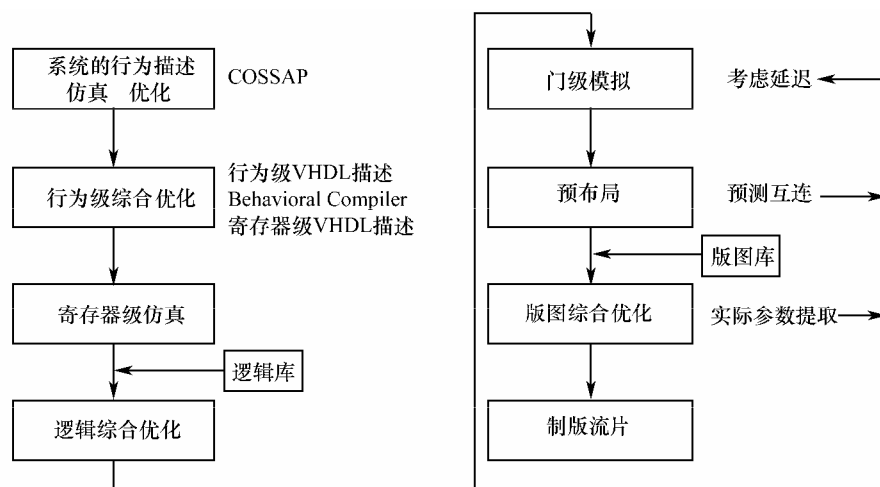 系统的行为描述
仿真 优化
COSSAP
行为级综合优化
行为级VHDL描述
Behavioral Compiler
寄存器级VHDL描述
寄存器级仿真
逻辑库
逻辑综合优化
门级模拟
考虑延迟
预布局
预测互连
版图库
版图综合优化
实际参数提取
制版流片